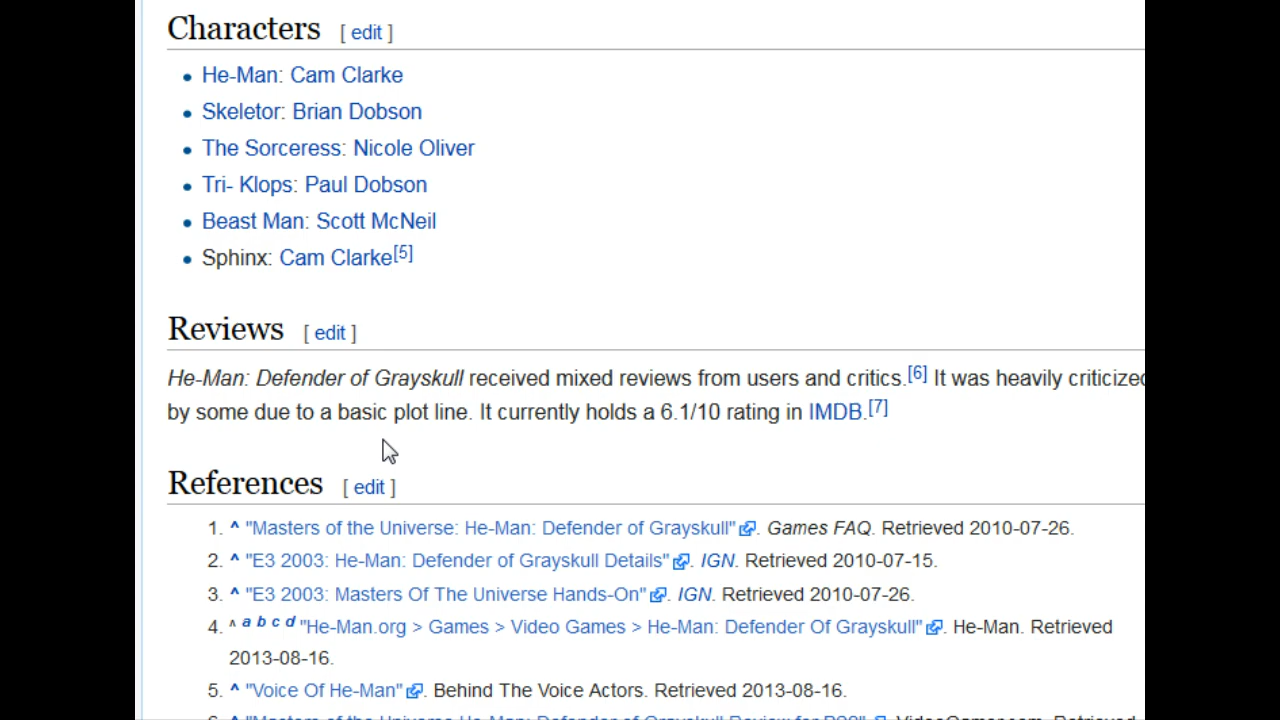 Characters [ edit ]
• He-Man: Cam Clarke
• Skeletor: Brian Dobson
• The Sorceress: Nicole Oliver
• Tri- Klops: Paul Dobson
• Beast Man: Scott McNeil
• Sphinx: Cam Clarke[5]
Reviews [ edit ]
He-Man: Defender of Grayskull received mixed reviews from users and critics.[6] It was heavily criticized
by some due to a basic plot line. It currently holds a 6.1/10 rating in IMDB.[7]
References [ edit ]
1. ^ "Masters of the Universe: He-Man: Defender of Grayskull". Games FAQ. Retrieved 2010-07-26.
2. ^ "E3 2003: He-Man: Defender of Grayskull Details". IGN. Retrieved 2010-07-15.
3. ^ "E3 2003: Masters Of The Universe Hands-On". IGN. Retrieved 2010-07-26.
4. ^ a b c d "He-Man.org > Games > Video Games > He-Man: Defender Of Grayskull". He-Man. Retrieved
2013-08-16.
5. ^ "Voice Of He-Man". Behind The Voice Actors. Retrieved 2013-08-16.